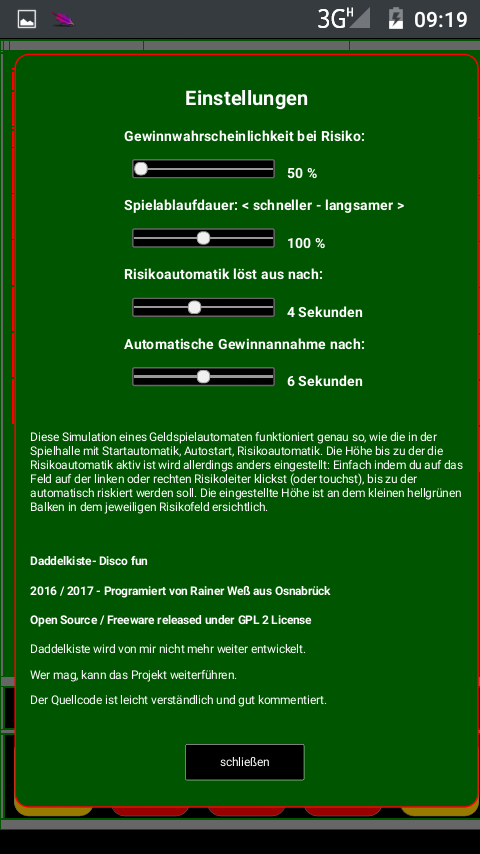 3G H 09:19
Einstellungen
Gewinnwahrscheinlichkeit bei Risiko:
50 %
Spielablaufdauer: < schneller - langsamer >
100 %
Risikoautomatik löst aus nach:
4 Sekunden
Automatische Gewinnannahme nach:
6 Sekunden
Diese Simulation eines Geldspielautomaten funktioniert genau so, wie die in der
Spielhalle mit Startautomatik, Autostart, Risikoautomatik. Die Höhe bis zu der die
Risikoautomatik aktiv ist wird allerdings anders eingestellt: Einfach indem du auf das
Feld auf der linken oder rechten Risikoleiter klickst (oder touchst), bis zu der
automatisch riskiert werden soll. Die eingestellte Höhe ist an dem kleinen hellgrünen
Balken in dem jeweiligen Risikofeld ersichtlich.
Daddelkiste- Disco fun
2016 / 2017 - Programiert von Rainer Weß aus Osnabrück
Open Source / Freeware released under GPL 2 License
Daddelkiste wird von mir nicht mehr weiter entwickelt.
Wer mag, kann das Projekt weiterführen.
Der Quellcode ist leicht verständlich und gut kommentiert.
schließen